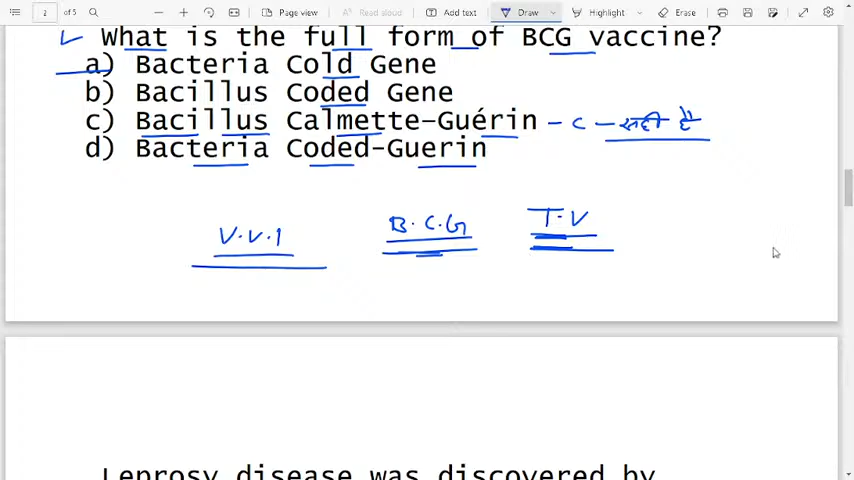 2 of 5 Page view Read aloud Add text Draw Highlight Erase
What is the full form of BCG vaccine?
a) Bacteria Cold Gene
b) Bacillus Coded Gene
c) Bacillus Calmette-Guérin - C - सही है
d) Bacteria Coded-Guerin
V.V.1 B.C.G T.V
Leprosy disease was discovered by